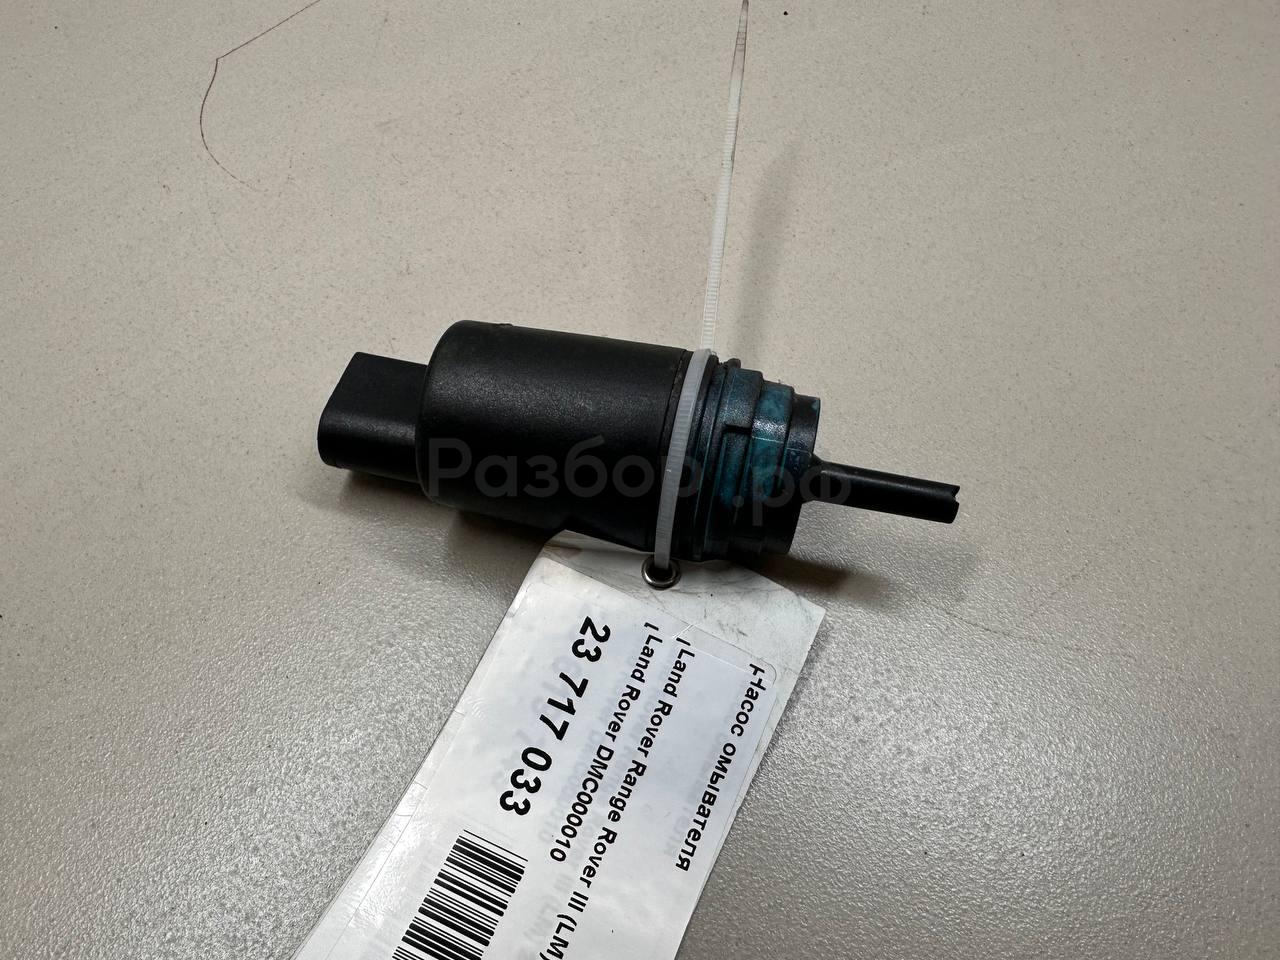 Насос омывателя
Land Rover Range Rover III (LM)
Land Rover DMC000010
23 717 033
Разбор.рф